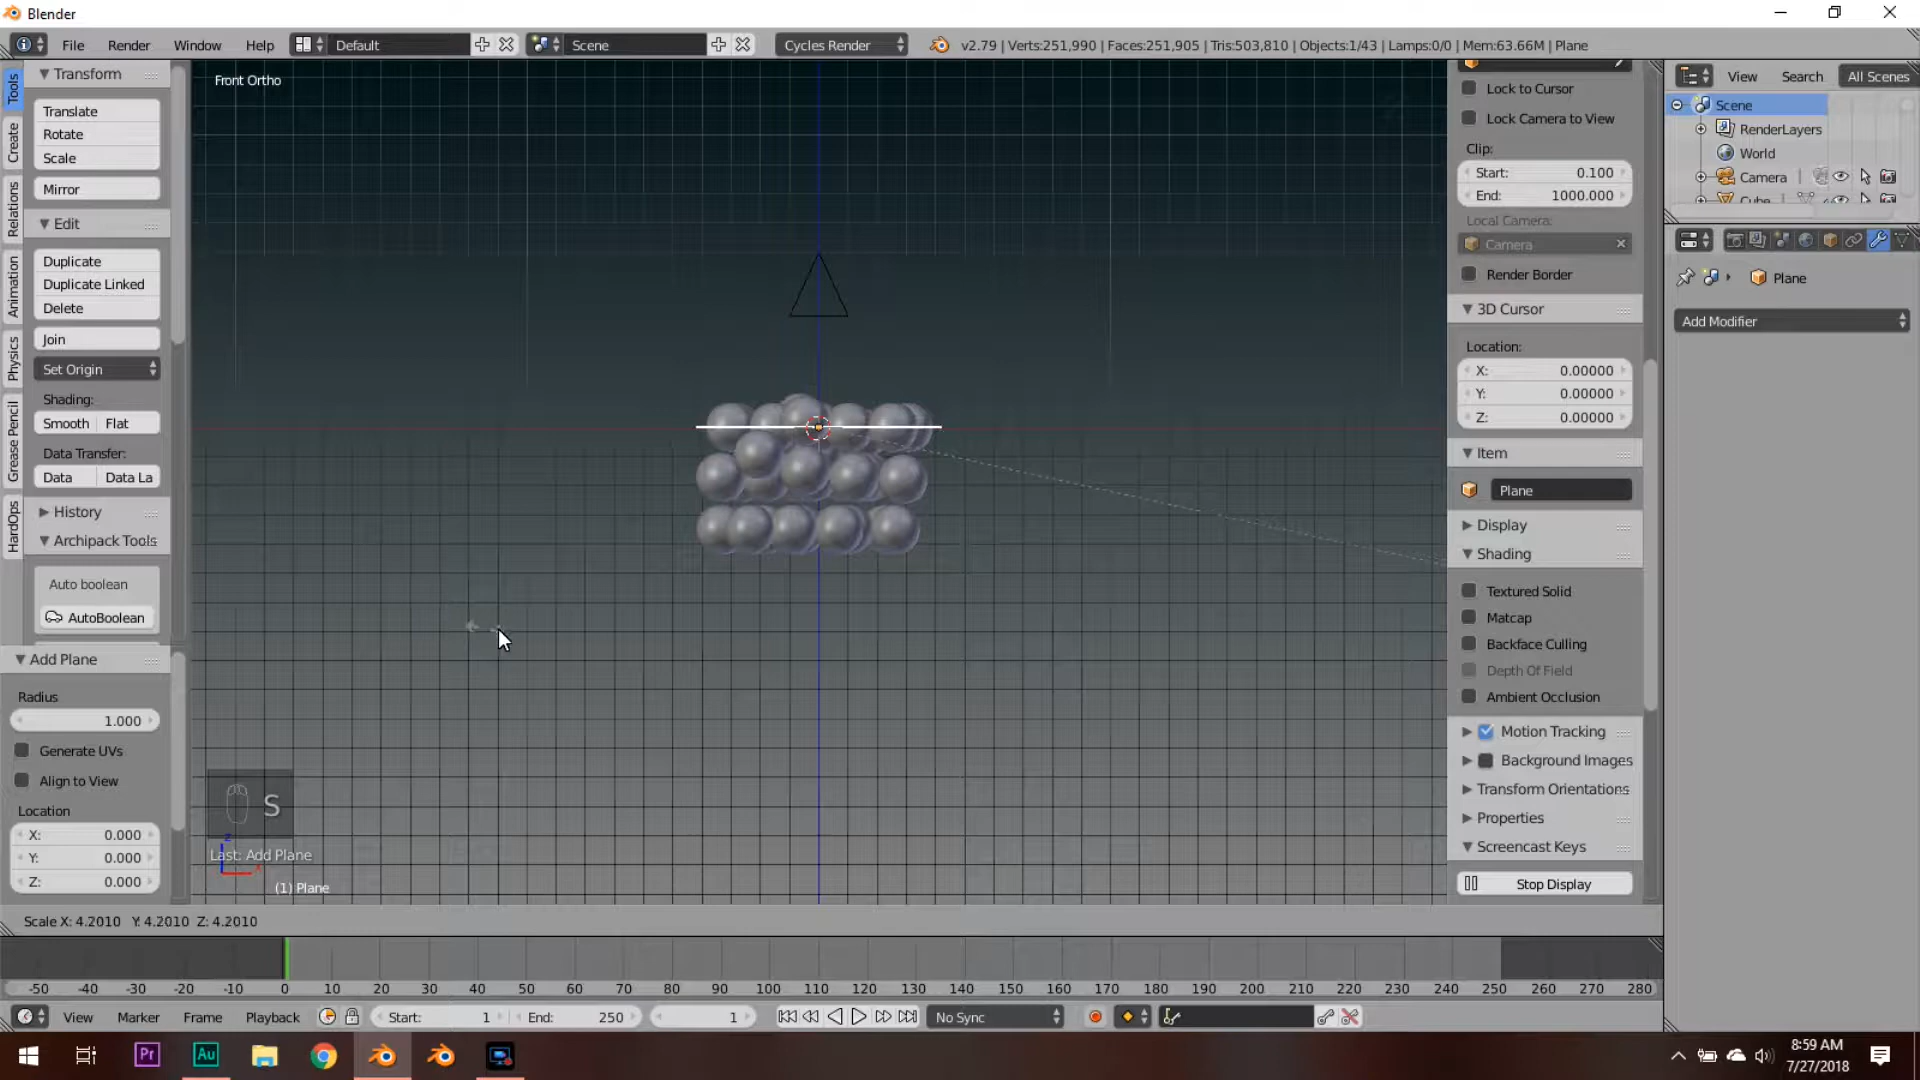 Blender
File Render Window Help Default Scene Cycles Render v2.79 | Verts:251,990 | Faces:251,905 | Tris:503,810 | Objects:1/43 | Lamps:0/0 | Mem:63.66M | Plane
Tools
Create
Relations
Animation
Physics
Grease Pencil
HardOps
Transform
Translate
Rotate
Scale
Mirror
Edit
Duplicate
Duplicate Linked
Delete
Join
Set Origin
Shading:
Smooth Flat
Data Transfer:
Data Data La
History
Archipack Tools
Auto boolean
AutoBoolean
Add Plane
Radius
1.000
Generate UVs
Align to View
Location
X: 0.000
Y: 0.000
Z: 0.000
Front Ortho
S
z
Last: Add Plane
(1) Plane
Lock to Cursor
Lock Camera to View
Clip:
Start: 0.100
End: 1000.000
Local Camera:
Camera
Render Border
3D Cursor
Location:
X: 0.00000
Y: 0.00000
Z: 0.00000
Item
Plane
Display
Shading
Textured Solid
Matcap
Backface Culling
Depth Of Field
Ambient Occlusion
Motion Tracking
Background Images
Transform Orientations
Properties
Screencast Keys
Stop Display
View Search All Scenes
Scene
RenderLayers
World
Camera
Cube
Plane
Add Modifier
Scale X: 4.2010 Y: 4.2010 Z: 4.2010
-50 -40 -30 -20 -10 0 10 20 30 40 50 60 70 80 90 100 110 120 130 140 150 160 170 180 190 200 210 220 230 240 250 260 270 280
View Marker Frame Playback Start: 1 End: 250 1 No Sync
Pr Au
8:59 AM
7/27/2018